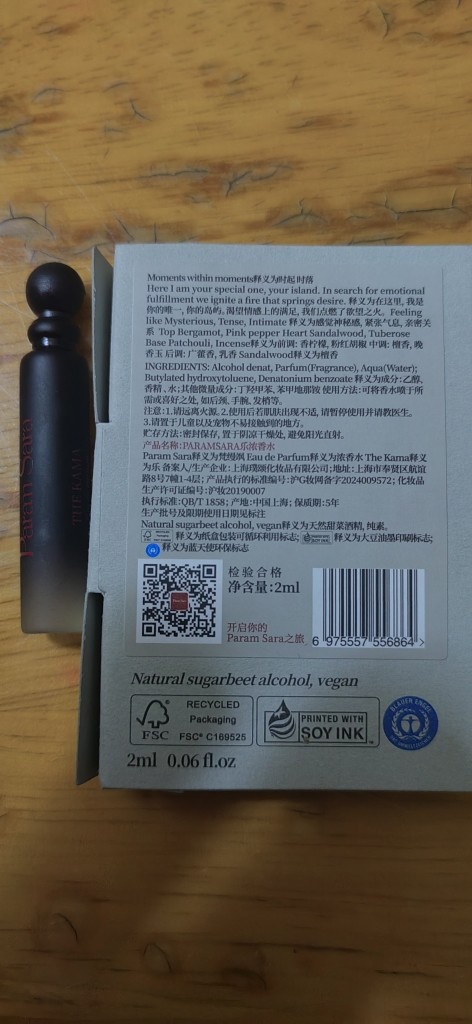 Param Sara
THE KAMA
Moments within moments释义为时起时落
Here I am your special one, your island. In search for emotional
fulfillment we ignite a fire that springs desire. 释义为在这里, 我是
你的唯一, 你的岛屿。渴望情感上的满足, 我们点燃了欲望之火。Feeling
like Mysterious, Tense, Intimate 释义为感觉神秘感, 紧张气息, 亲密关
系 Top Bergamot, Pink pepper Heart Sandalwood, Tuberose
Base Patchouli, Incense释义为前调: 香柠檬, 粉红胡椒 中调: 檀香, 晚
香玉 后调: 广藿香, 乳香 Sandalwood释义为檀香
INGREDIENTS: Alcohol denat, Parfum(Fragrance), Aqua(Water);
Butylated hydroxytoluene, Denatonium benzoate 释义为成分: 乙醇,
香精、水; 其他微量成分: 丁羟甲苯、苯甲地那铵 使用方法: 可将香水喷于所
需或喜好之处, 如后颈, 手腕, 发梢等。
注意: 1.请远离火源, 2.使用后若肌肤出现不适, 请暂停使用并请教医生。
3.请置于儿童以及宠物不易接触到的地方。
贮存方法: 密封保存, 置于阴凉干燥处, 避免阳光直射。
产品名称: PARAMSARA乐浓香水
Param Sara释义为梵缦飒 Eau de Parfum释义为浓香水 The Kama释义
为乐 备案人/生产企业: 上海璞颂化妆品有限公司; 地址: 上海市奉贤区航谊
路8号7幢1-4层; 产品执行的标准编号: 沪G妆网备字2024009572; 化妆品
生产许可证编号: 沪妆20190007
执行标准: QB/T 1858; 产地: 中国上海; 保质期: 5年
生产批号及限期使用日期见标注
Natural sugarbeet alcohol, vegan释义为天然甜菜酒精, 纯素。
释义为纸盒包装可循环利用标志; 释义为大豆油墨印刷标志;
释义为蓝天使环保标志
检验合格
净含量: 2ml
开启你的
Param Sara之旅
6 975557 556864 >
Natural sugarbeet alcohol, vegan
FSC
RECYCLED
Packaging
FSC® C169525
PRINTED WITH
SOY INK™
BLAUER ENGEL
2ml 0.06 fl.oz